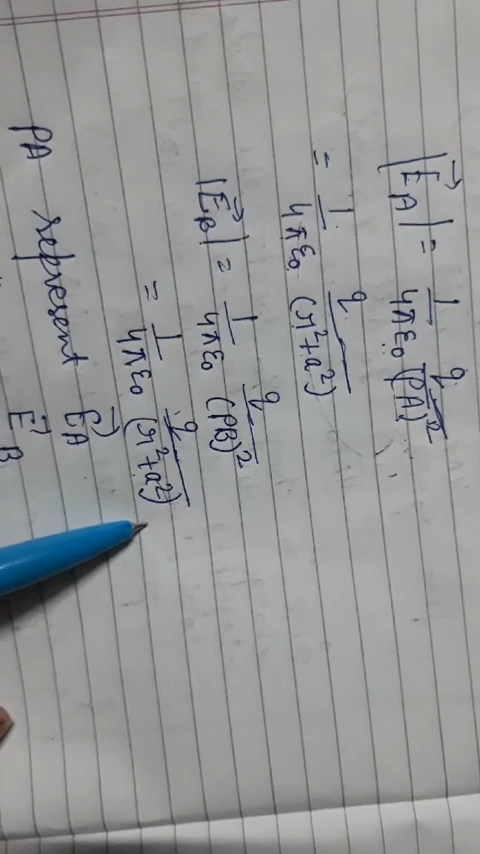 |E⃗A| = 1/4πε₀ q/(PA)²
= 1/4πε₀ q/(r²+a²)
|E⃗B| = 1/4πε₀ q/(PB)²
= 1/4πε₀ q/(r²+a²)
PA represent E⃗A
E⃗B